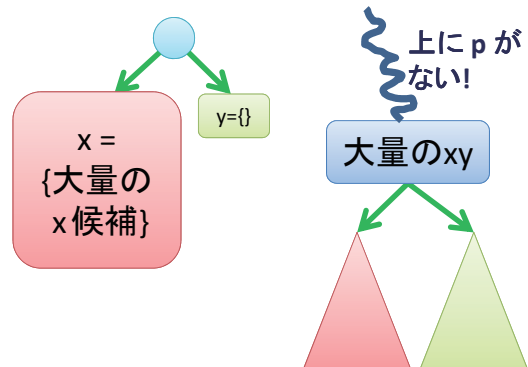 x =
{大量の
x候補}
y={}
上にpが
ない!
大量のxy